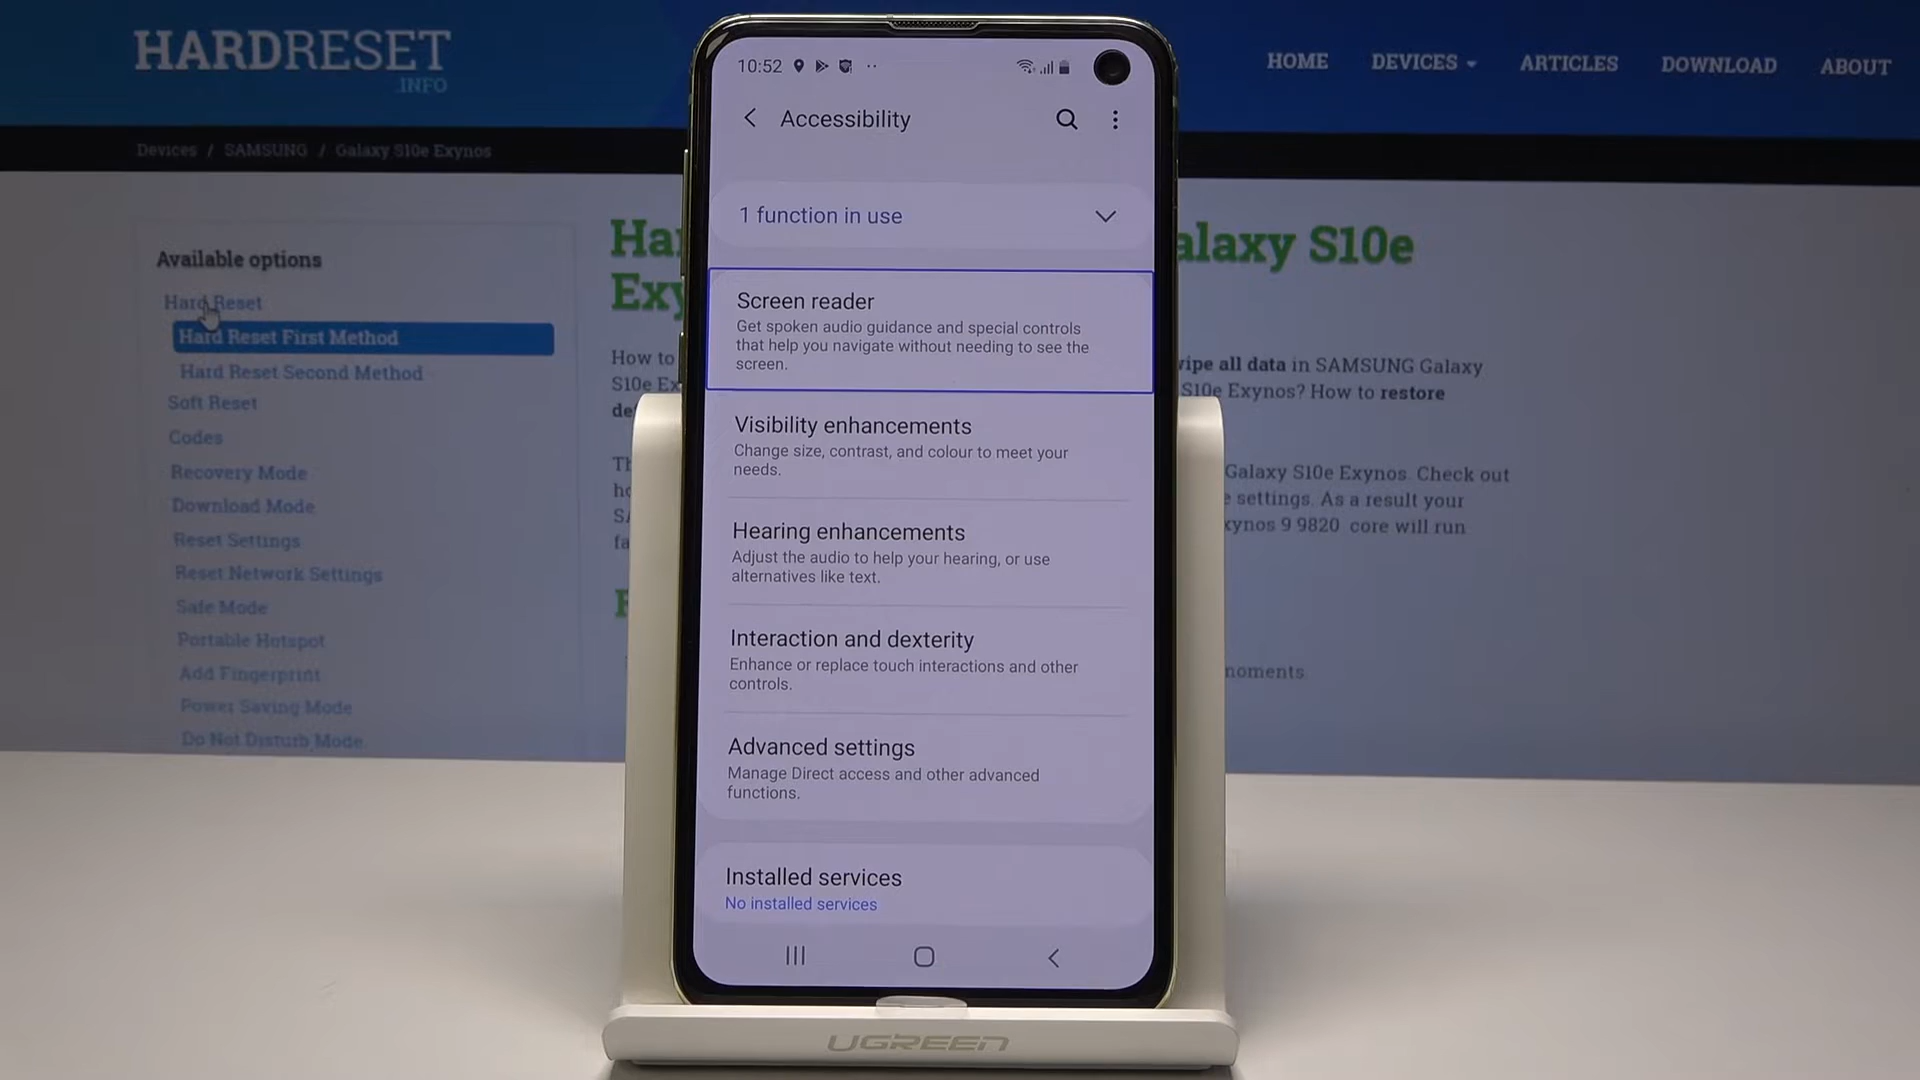 HARDRESET
.INFO
HOME DEVICES ARTICLES DOWNLOAD ABOUT
Devices / SAMSUNG / Galaxy S10e Exynos
Available options
Hard Reset
Hard Reset First Method
Hard Reset Second Method
Soft Reset
Codes
Recovery Mode
Download Mode
Reset Settings
Reset Network Settings
Safe Mode
Portable Hotspot
Add Fingerprint
Power Saving Mode
Do Not Disturb Mode
alaxy S10e
How to
S10e Ex
wipe all data in SAMSUNG Galaxy
S10e Exynos? How to restore
Galaxy S10e Exynos. Check out
e settings. As a result your
xynos 9 9820 core will run
moments
10:52
Accessibility
1 function in use
Screen reader
Get spoken audio guidance and special controls
that help you navigate without needing to see the
screen.
Visibility enhancements
Change size, contrast, and colour to meet your
needs.
Hearing enhancements
Adjust the audio to help your hearing, or use
alternatives like text.
Interaction and dexterity
Enhance or replace touch interactions and other
controls.
Advanced settings
Manage Direct access and other advanced
functions.
Installed services
No installed services
UGREEN